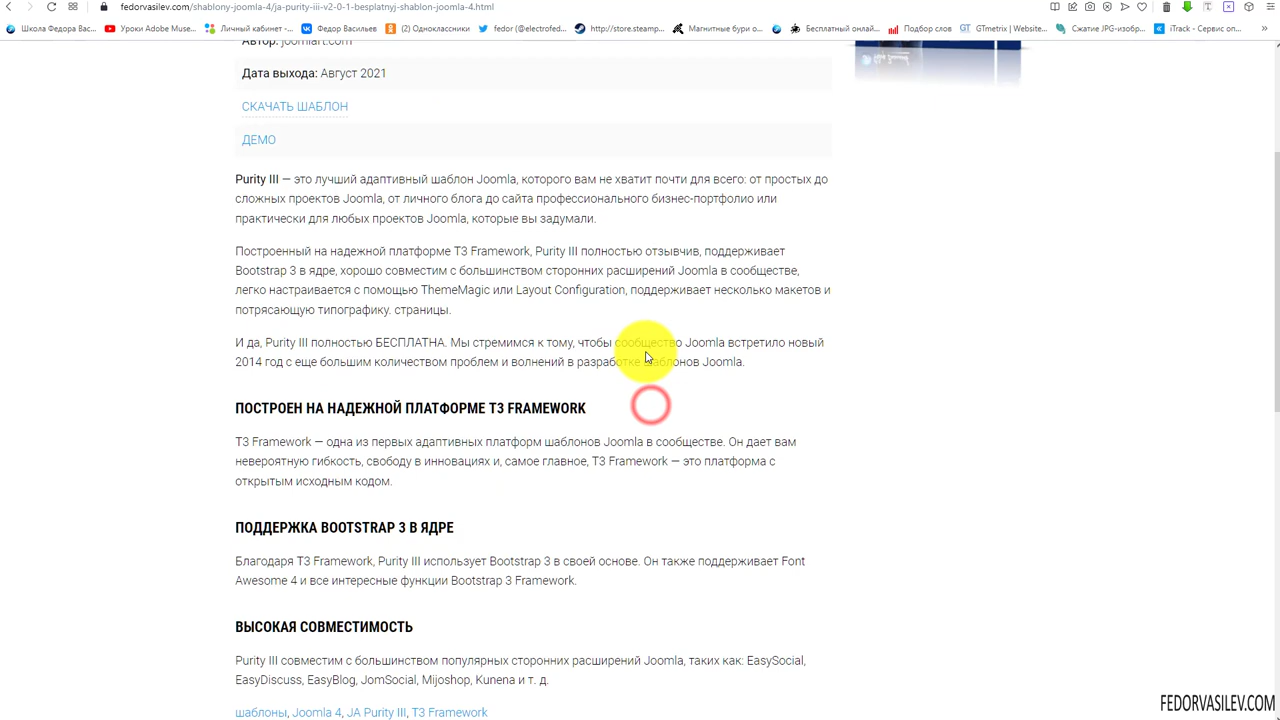 fedorvasilev.com/shablony-joomla-4/ja-purity-iii-v2-0-1-besplatnyj-shablon-joomla-4.html
Школа Федора Вас... Уроки Adobe Muse... Личный кабинет -... Федор Васильев (2) Одноклассники fedor (@electrofed... http://store.steamp... Магнитные бури о... Бесплатный онлай... Подбор слов GTmetrix | Website... Сжатие JPG-изобр... iTrack - Сервис оп...
Автор: joomlart.com
Дата выхода: Август 2021
СКАЧАТЬ ШАБЛОН
ДЕМО
Purity III — это лучший адаптивный шаблон Joomla, которого вам не хватит почти для всего: от простых до
сложных проектов Joomla, от личного блога до сайта профессионального бизнес-портфолио или
практически для любых проектов Joomla, которые вы задумали.
Построенный на надежной платформе T3 Framework, Purity III полностью отзывчив, поддерживает
Bootstrap 3 в ядре, хорошо совместим с большинством сторонних расширений Joomla в сообществе,
легко настраивается с помощью ThemeMagic или Layout Configuration, поддерживает несколько макетов и
потрясающую типографику. страницы.
И да, Purity III полностью БЕСПЛАТНА. Мы стремимся к тому, чтобы сообщество Joomla встретило новый
2014 год с еще большим количеством проблем и волнений в разработке шаблонов Joomla.
ПОСТРОЕН НА НАДЕЖНОЙ ПЛАТФОРМЕ T3 FRAMEWORK
T3 Framework — одна из первых адаптивных платформ шаблонов Joomla в сообществе. Он дает вам
невероятную гибкость, свободу в инновациях и, самое главное, T3 Framework — это платформа с
открытым исходным кодом.
ПОДДЕРЖКА BOOTSTRAP 3 В ЯДРЕ
Благодаря T3 Framework, Purity III использует Bootstrap 3 в своей основе. Он также поддерживает Font
Awesome 4 и все интересные функции Bootstrap 3 Framework.
ВЫСОКАЯ СОВМЕСТИМОСТЬ
Purity III совместим с большинством популярных сторонних расширений Joomla, таких как: EasySocial,
EasyDiscuss, EasyBlog, JomSocial, Mijoshop, Kunena и т. д.
шаблоны, Joomla 4, JA Purity III, T3 Framework
FEDORVASILEV.COM